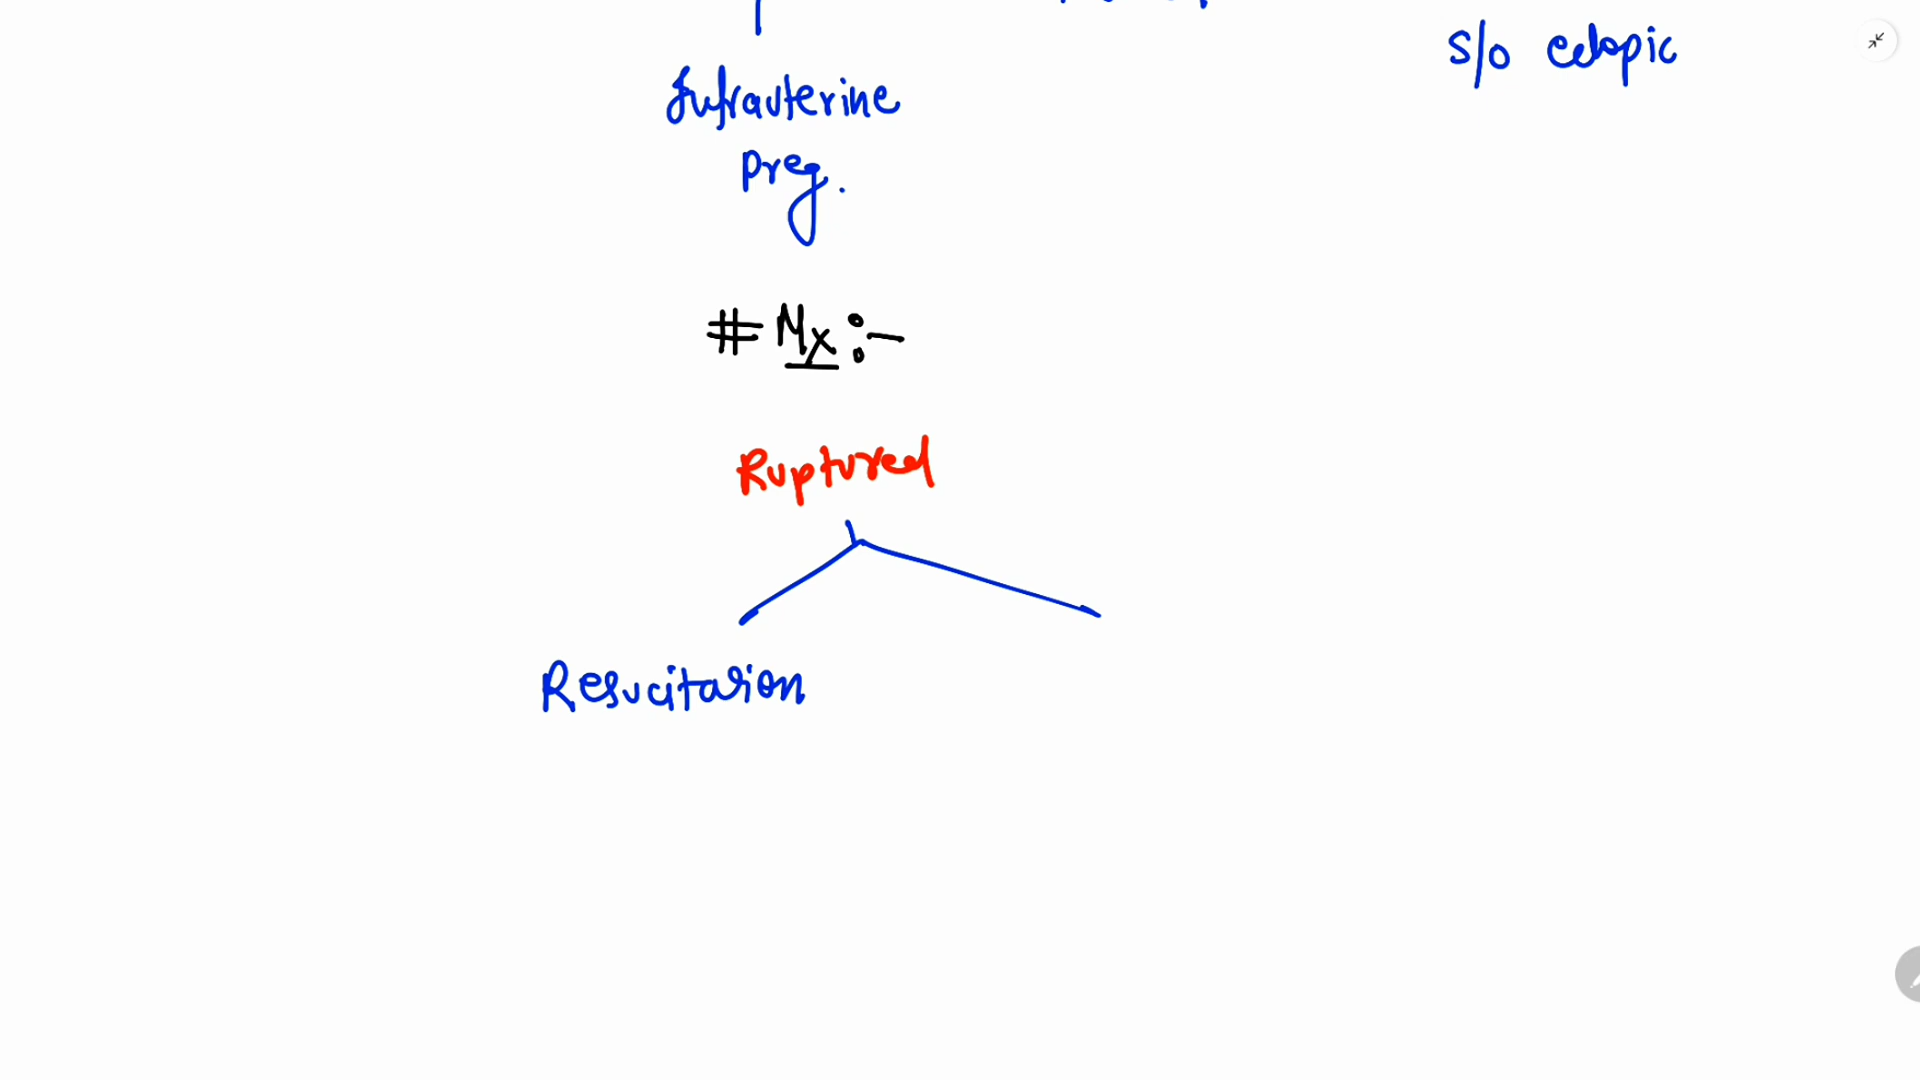 S/o ectopic
Intrauterine
Preg.
# Mx :-
Ruptured
Resucitation